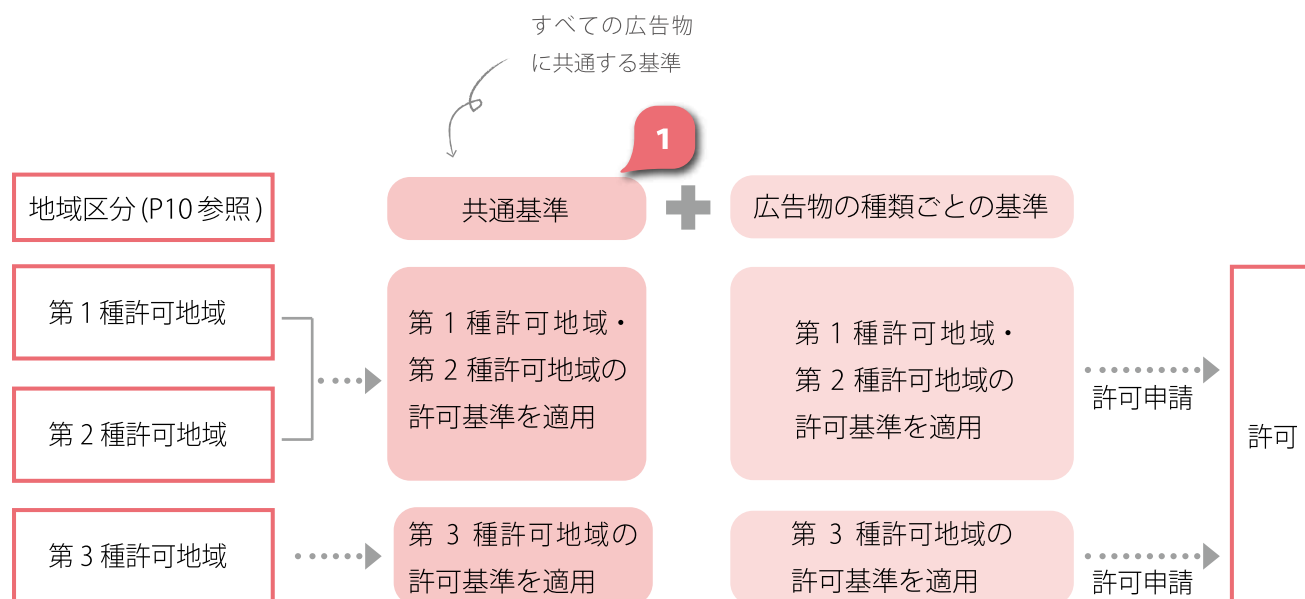 すべての広告物
に共通する基準
1
地域区分(P10参照)
共通基準
広告物の種類ごとの基準
第1種許可地域
第2種許可地域
第1種許可地域・
第2種許可地域の
許可基準を適用
第1種許可地域・
第2種許可地域の
許可基準を適用
許可申請
許可
第3種許可地域
第3種許可地域の
許可基準を適用
第3種許可地域の
許可基準を適用
許可申請